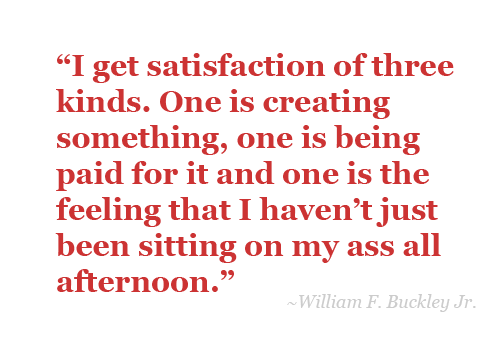 “I get satisfaction of three
kinds. One is creating
something, one is being
paid for it and one is the
feeling that I haven’t just
been sitting on my ass all
afternoon.”
~William F. Buckley Jr.